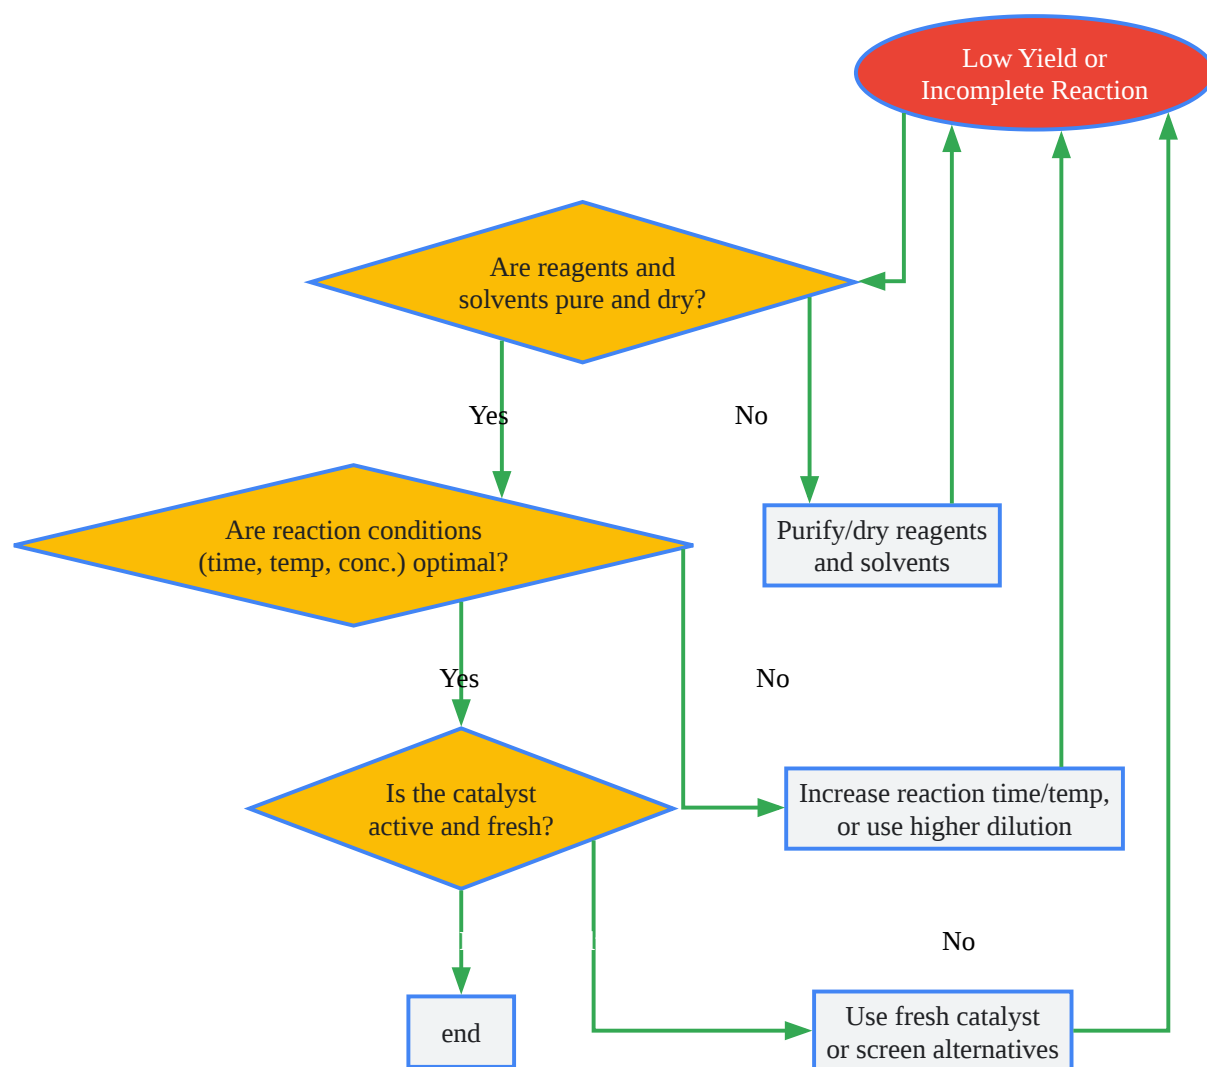 Low Yield or
Incomplete Reaction
Are reagents and
solvents pure and dry?
Yes
No
Are reaction conditions
(time, temp, conc.) optimal?
Purify/dry reagents
and solvents
Yes
No
Is the catalyst
active and fresh?
Increase reaction time/temp,
or use higher dilution
No
end
Use fresh catalyst
or screen alternatives